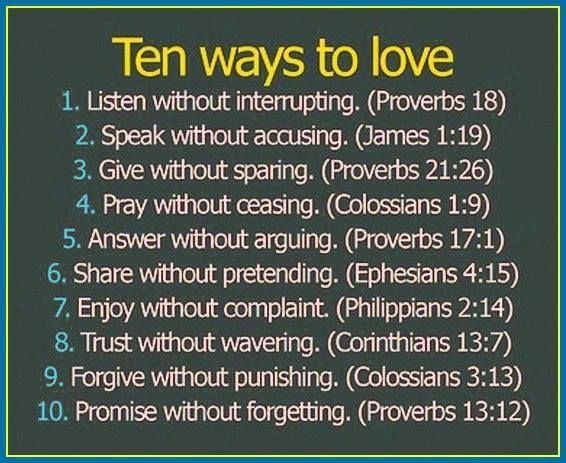 Ten ways to love
1. Listen without interrupting. (Proverbs 18)
2. Speak without accusing. (James 1:19)
3. Give without sparing. (Proverbs 21:26)
4. Pray without ceasing. (Colossians 1:9)
5. Answer without arguing. (Proverbs 17:1)
6. Share without pretending. (Ephesians 4:15)
7. Enjoy without complaint. (Philippians 2:14)
8. Trust without wavering. (Corinthians 13:7)
9. Forgive without punishing. (Colossians 3:13)
10. Promise without forgetting. (Proverbs 13:12)